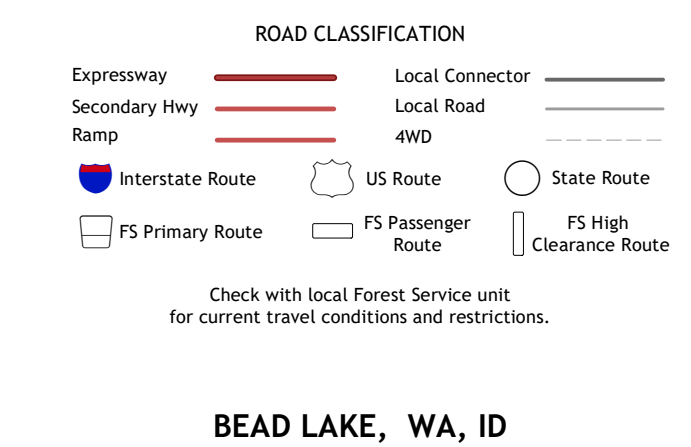 ROAD CLASSIFICATION
Expressway
Local Connector
Secondary Hwy
Local Road
Ramp
4WD
Interstate Route
US Route
State Route
FS Primary Route
FS Passenger
Route
FS High
Clearance Route
Check with local Forest Service unit
for current travel conditions and restrictions.
BEAD LAKE, WA, ID